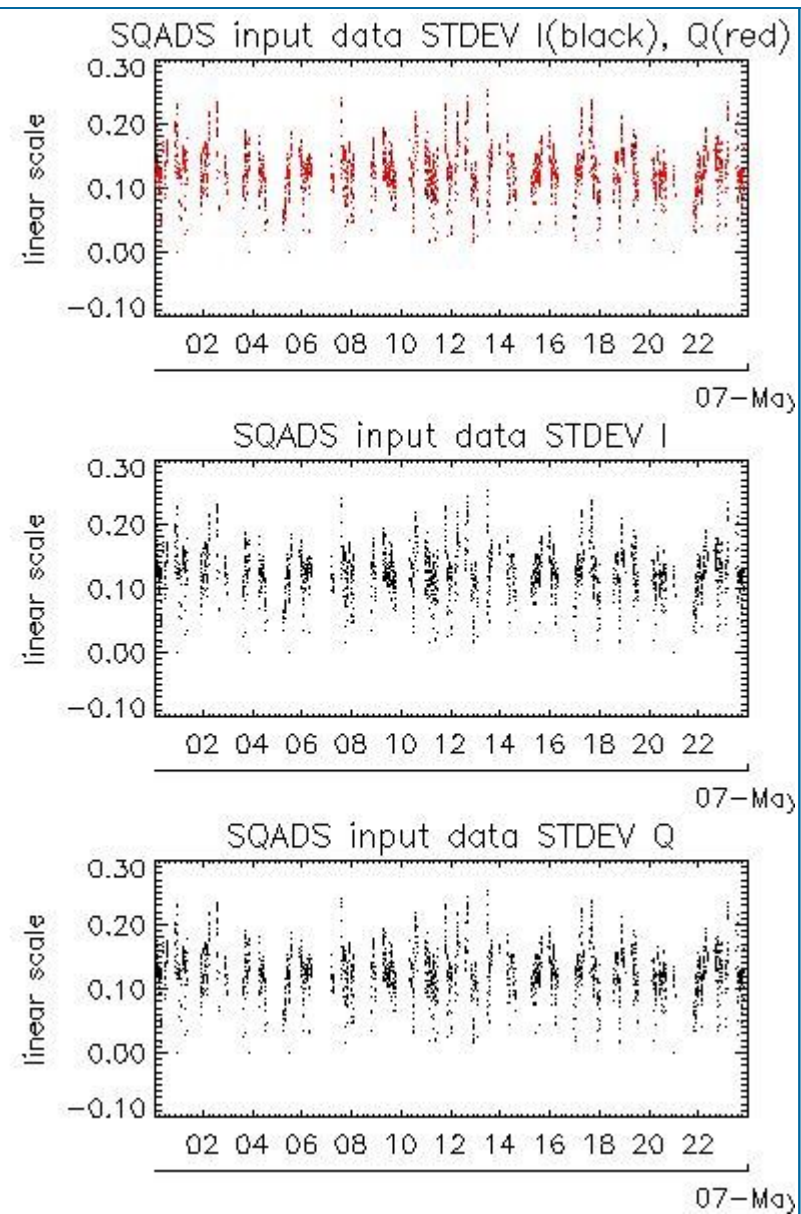 SQADS input data STDEV I(black), Q(red)
0.30
0.20
0.10
0.00
−0.10
linear scale
02 04 06 08 10 12 14 16 18 20 22
07−May
SQADS input data STDEV I
0.30
0.20
0.10
0.00
−0.10
linear scale
02 04 06 08 10 12 14 16 18 20 22
07−May
SQADS input data STDEV Q
0.30
0.20
0.10
0.00
−0.10
linear scale
02 04 06 08 10 12 14 16 18 20 22
07−May